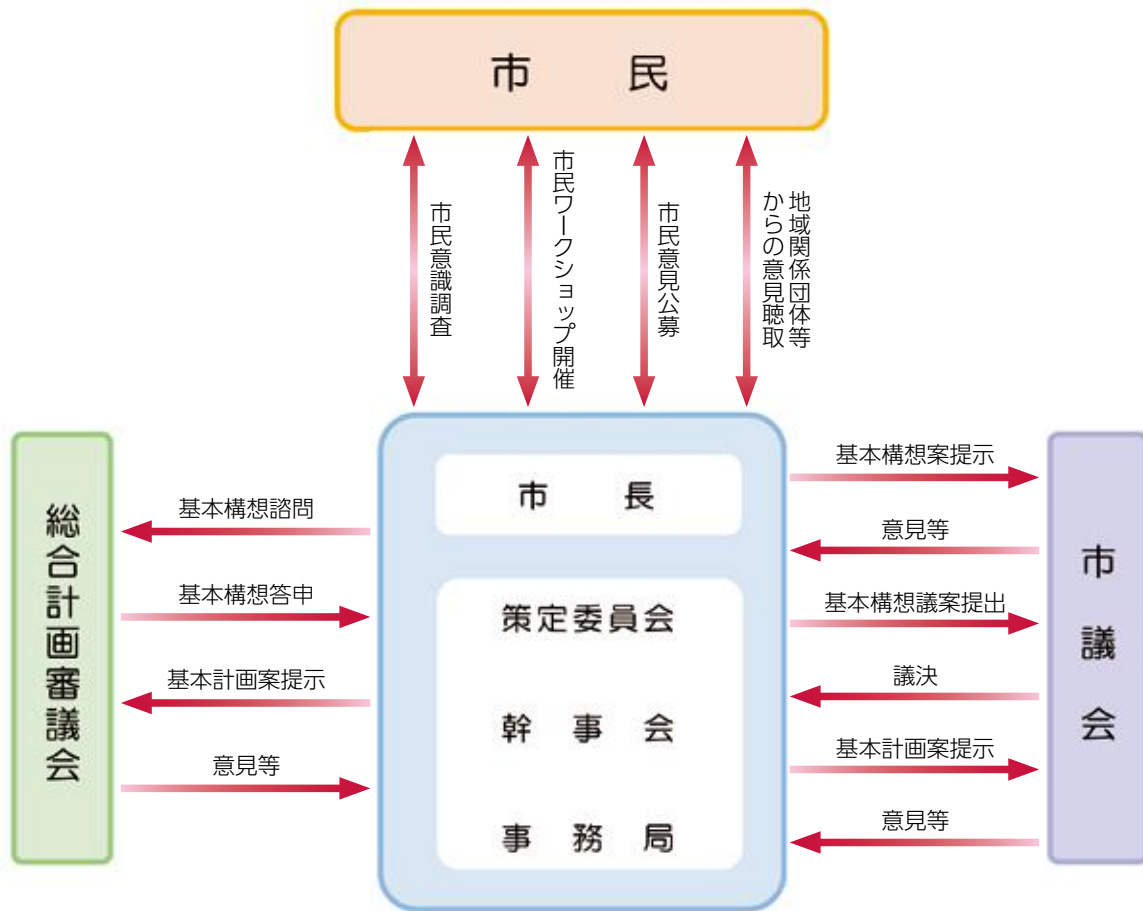 市民
市民意識調査
市民ワークショップ開催
市民意見公募
地域関係団体等
からの意見聴取
総合計画審議会
基本構想諮問
基本構想答申
基本計画案提示
意見等
市長
策定委員会
幹事会
事務局
基本構想案提示
意見等
基本構想議案提出
議決
基本計画案提示
意見等
市議会